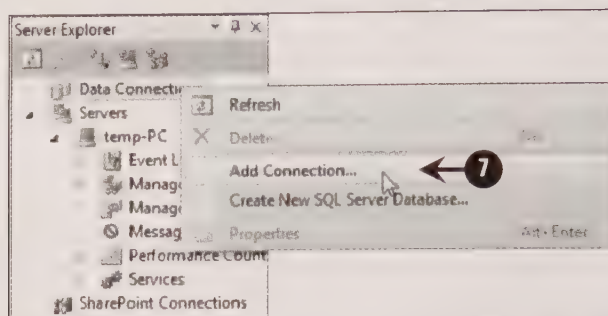 Server Explorer
Data Connecti
Refresh
Servers
temp-PC
Delete
Event L
Add Connection...
7
Manag
Create New SQL Server Database...
Manag
Messag
Properties
Alt+Enter
Performance Count
Services
SharePoint Connections